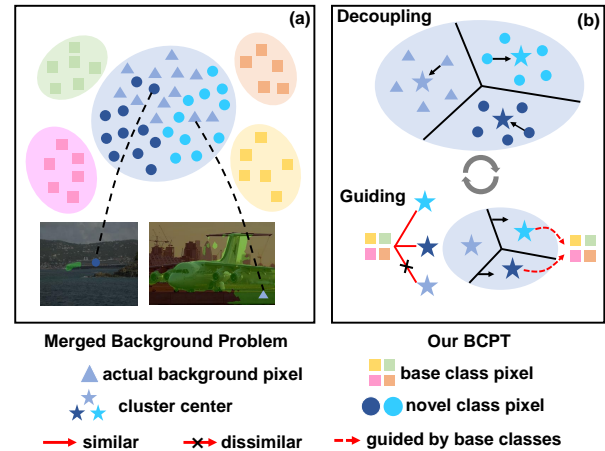 (a)
Decoupling
(b)
Guiding
Merged Background Problem
Our BCPT
actual background pixel
base class pixel
cluster center
novel class pixel
similar
dissimilar
guided by base classes